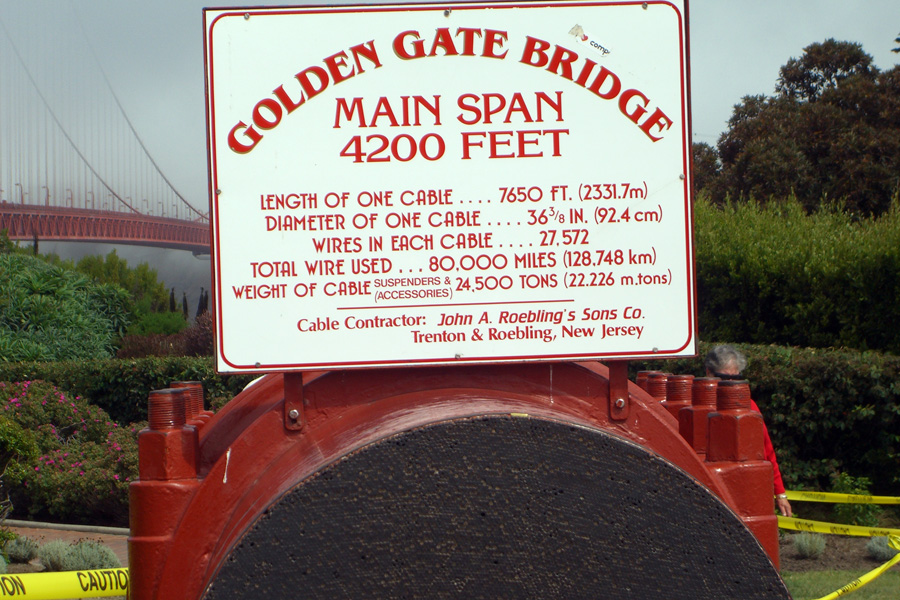 GOLDEN GATE BRIDGE
comp
MAIN SPAN
4200 FEET
LENGTH OF ONE CABLE .... 7650 FT. (2331.7m)
DIAMETER OF ONE CABLE .... 36 3/8 IN. (92.4 cm)
WIRES IN EACH CABLE .... 27,572
TOTAL WIRE USED ... 80,000 MILES (128,748 km)
WEIGHT OF CABLE SUSPENDERS & (ACCESSORIES) 24,500 TONS (22.226 m.tons)
Cable Contractor: John A. Roebling's Sons Co.
Trenton & Roebling, New Jersey
ION CAUTION